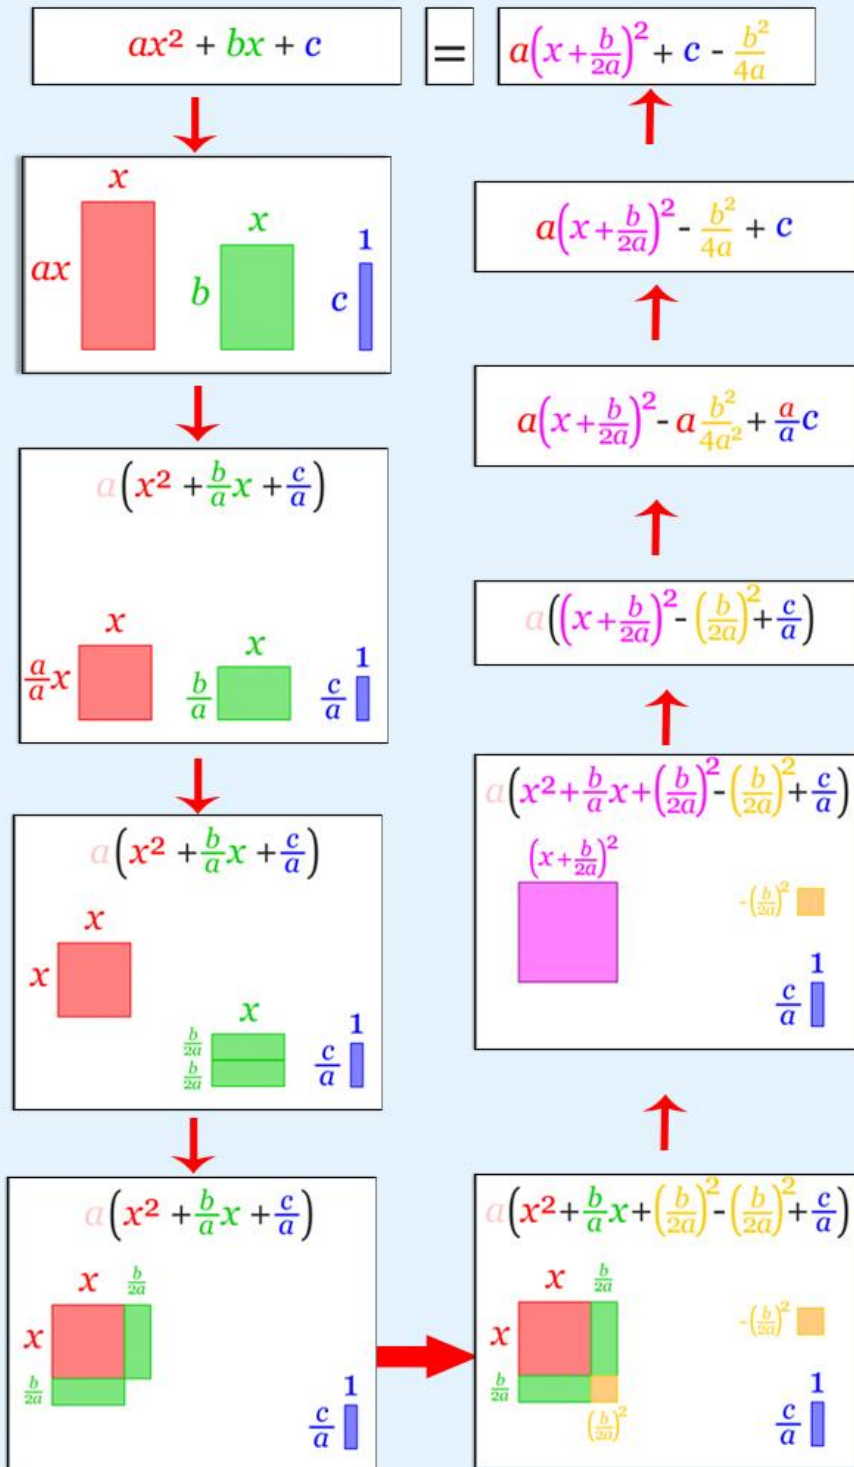 ax² + bx + c = a(x + b/2a)² + c - b²/4a
x
ax
x
b
1
c
a(x² + b/a x + c/a)
x
a/a x
x
b/a
1
c/a
a(x² + b/a x + c/a)
x
x
x
b/2a
b/2a
1
c/a
a(x² + b/a x + c/a)
x b/2a
x
b/2a
1
c/a
a(x² + b/a x + (b/2a)² - (b/2a)² + c/a)
x b/2a
x
b/2a
(b/2a)²
-(b/2a)²
1
c/a
a(x² + b/a x + (b/2a)² - (b/2a)² + c/a)
(x + b/2a)²
-(b/2a)²
1
c/a
a((x + b/2a)² - (b/2a)² + c/a)
a(x + b/2a)² - a b²/4a² + a/a c
a(x + b/2a)² - b²/4a + c